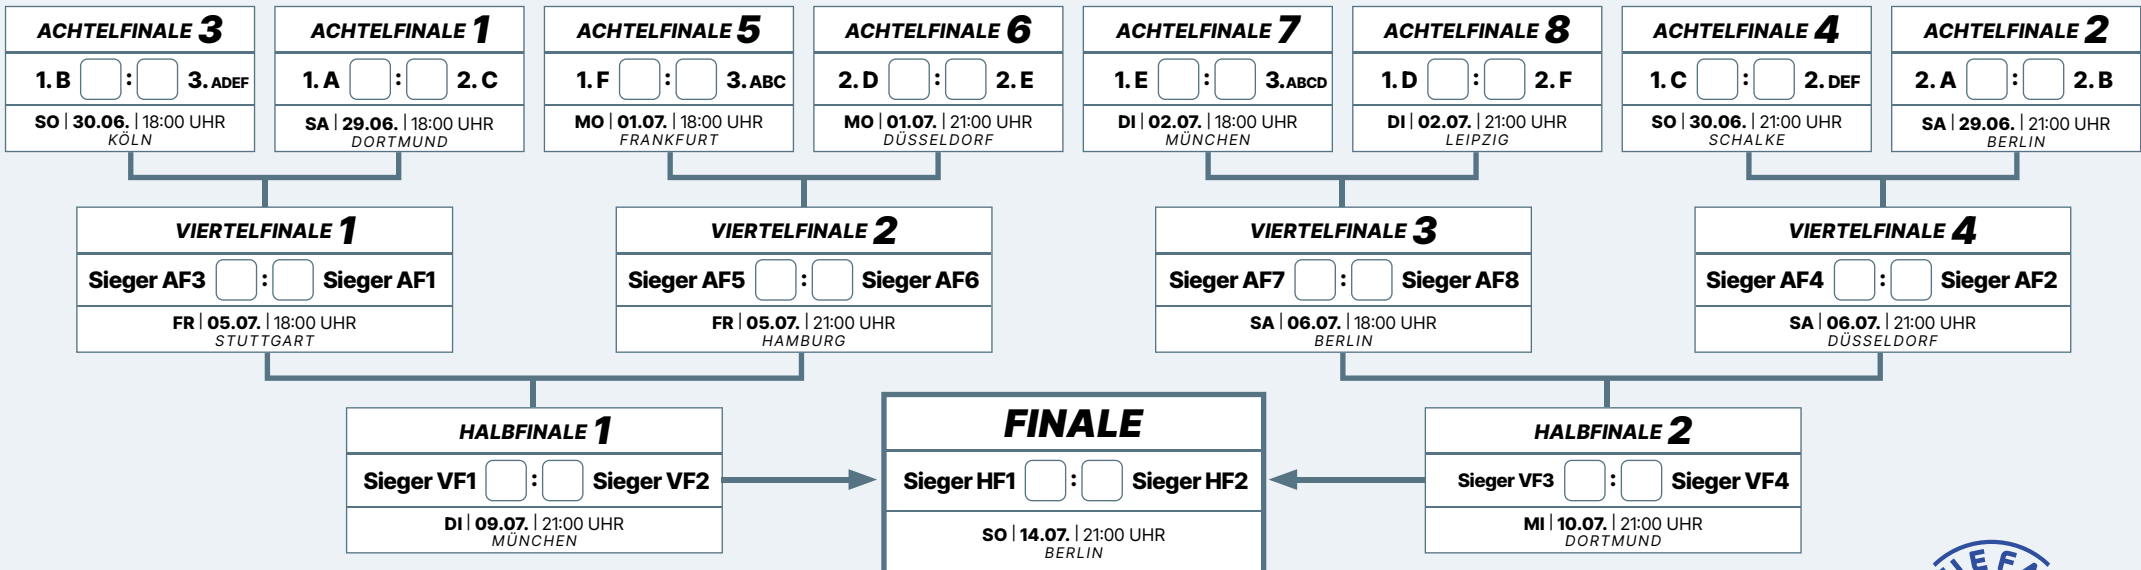 ACHTELFINALE 3
1. B : 3. ADEF
SO | 30.06. | 18:00 UHR
KÖLN
ACHTELFINALE 1
1. A : 2. C
SA | 29.06. | 18:00 UHR
DORTMUND
ACHTELFINALE 5
1. F : 3. ABC
MO | 01.07. | 18:00 UHR
FRANKFURT
ACHTELFINALE 6
2. D : 2. E
MO | 01.07. | 21:00 UHR
DÜSSELDORF
ACHTELFINALE 7
1. E : 3. ABCD
DI | 02.07. | 18:00 UHR
MÜNCHEN
ACHTELFINALE 8
1. D : 2. F
DI | 02.07. | 21:00 UHR
LEIPZIG
ACHTELFINALE 4
1. C : 2. DEF
SO | 30.06. | 21:00 UHR
SCHALKE
ACHTELFINALE 2
2. A : 2. B
SA | 29.06. | 21:00 UHR
BERLIN
VIERTELFINALE 1
Sieger AF3 : Sieger AF1
FR | 05.07. | 18:00 UHR
STUTTGART
VIERTELFINALE 2
Sieger AF5 : Sieger AF6
FR | 05.07. | 21:00 UHR
HAMBURG
VIERTELFINALE 3
Sieger AF7 : Sieger AF8
SA | 06.07. | 18:00 UHR
BERLIN
VIERTELFINALE 4
Sieger AF4 : Sieger AF2
SA | 06.07. | 21:00 UHR
DÜSSELDORF
HALBFINALE 1
Sieger VF1 : Sieger VF2
DI | 09.07. | 21:00 UHR
MÜNCHEN
FINALE
Sieger HF1 : Sieger HF2
SO | 14.07. | 21:00 UHR
BERLIN
HALBFINALE 2
Sieger VF3 : Sieger VF4
MI | 10.07. | 21:00 UHR
DORTMUND